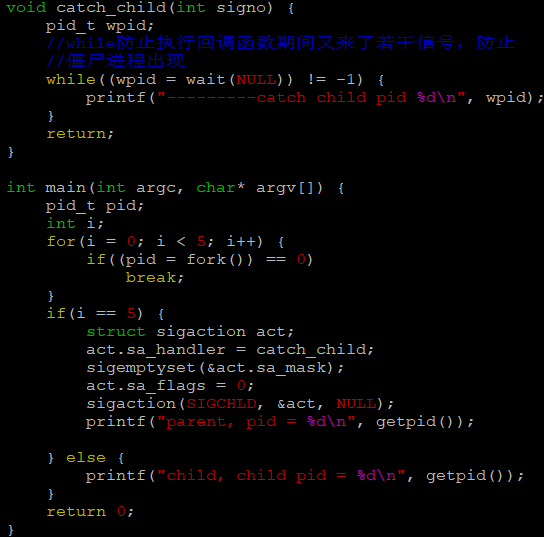 void catch_child(int signo) {
    pid_t wpid;
    //while防止执行回调函数期间又来了若干信号，防止
    //僵尸进程出现
    while((wpid = wait(NULL)) != -1) {
        printf("---------catch child pid %d\n", wpid);
    }
    return;
}

int main(int argc, char* argv[]) {
    pid_t pid;
    int i;
    for(i = 0; i < 5; i++) {
        if((pid = fork()) == 0)
            break;
    }
    if(i == 5) {
        struct sigaction act;
        act.sa_handler = catch_child;
        sigemptyset(&act.sa_mask);
        act.sa_flags = 0;
        sigaction(SIGCHLD, &act, NULL);
        printf("parent, pid = %d\n", getpid());

    } else {
        printf("child, child pid = %d\n", getpid());
    }
    return 0;
}